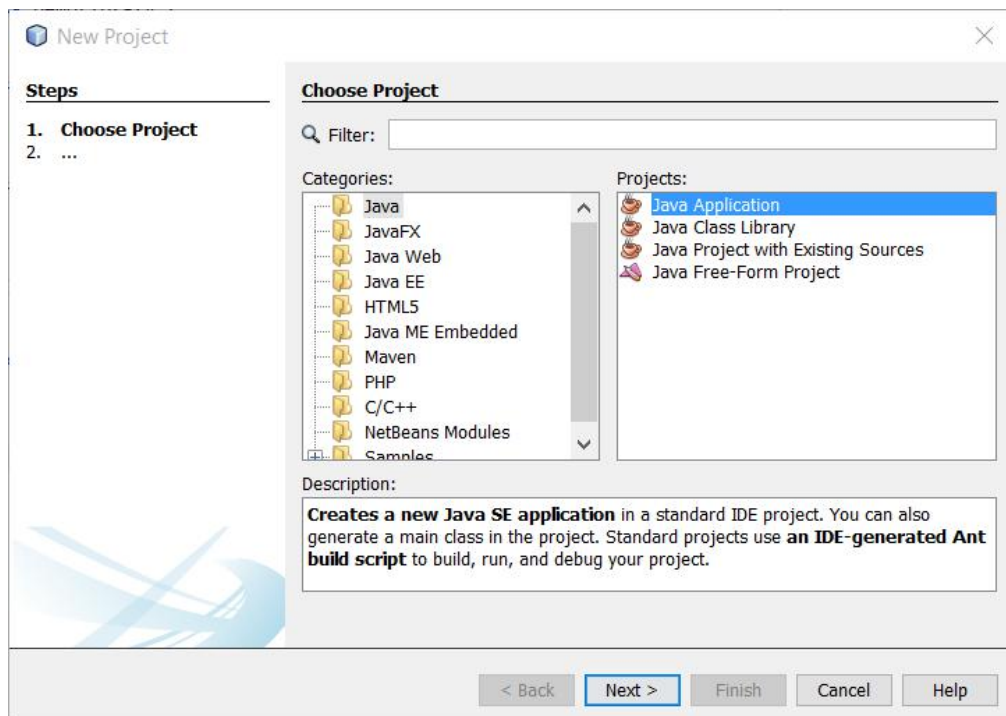 New Project
Steps
1. Choose Project
2. ...
Choose Project
Filter:
Categories:
Java
JavaFX
Java Web
Java EE
HTML5
Java ME Embedded
Maven
PHP
C/C++
NetBeans Modules
Samples
Projects:
Java Application
Java Class Library
Java Project with Existing Sources
Java Free-Form Project
Description:
Creates a new Java SE application in a standard IDE project. You can also
generate a main class in the project. Standard projects use an IDE-generated Ant
build script to build, run, and debug your project.
< Back Next > Finish Cancel Help